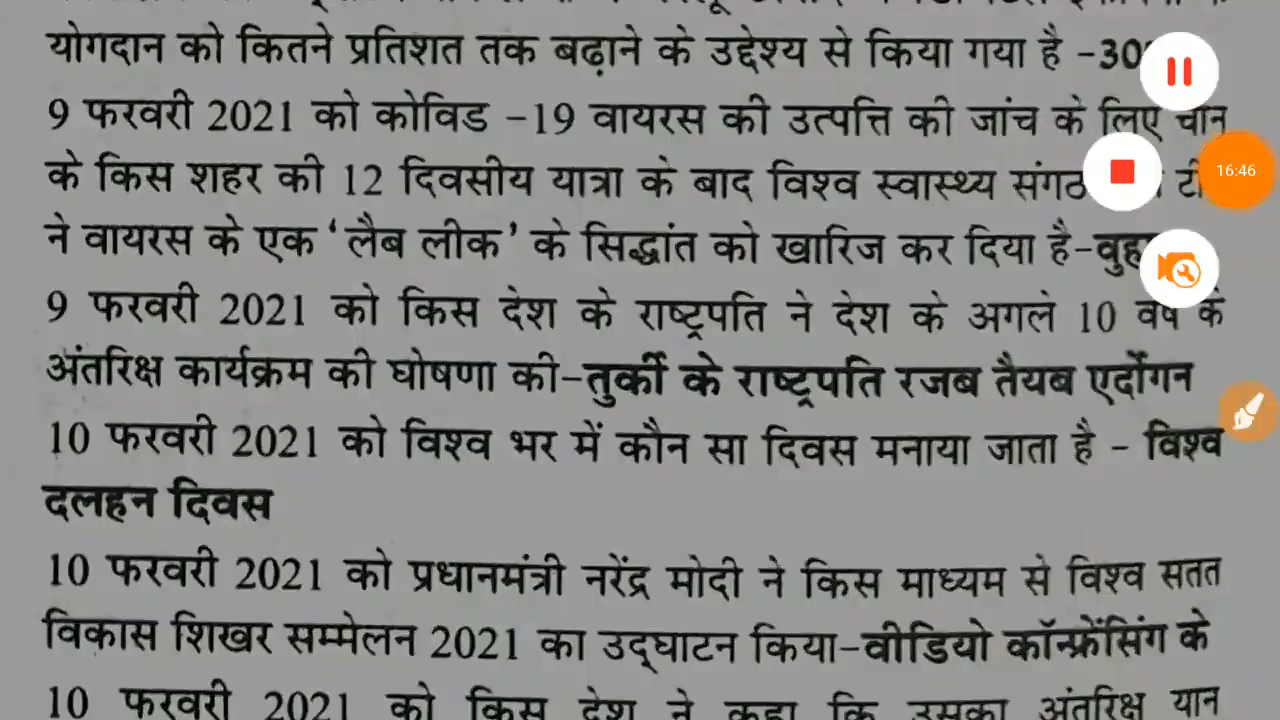 योगदान को कितने प्रतिशत तक बढ़ाने के उद्देश्य से किया गया है -30
9 फरवरी 2021 को कोविड -19 वायरस की उत्पत्ति की जांच के लिए चीन
के किस शहर की 12 दिवसीय यात्रा के बाद विश्व स्वास्थ्य
16:46
ने वायरस के एक 'लैब लीक' के सिद्धांत को खारिज कर दिया है-
9 फरवरी 2021 को किस देश के राष्ट्रपति ने देश के अगले 10 वर्ष के
अंतरिक्ष कार्यक्रम की घोषणा की-तुर्की के राष्ट्रपति रजब तैयब एर्दोगन
10 फरवरी 2021 को विश्व भर में कौन सा दिवस मनाया जाता है - विश्व
दलहन दिवस
10 फरवरी 2021 को प्रधानमंत्री नरेंद्र मोदी ने किस माध्यम से विश्व सतत
विकास शिखर सम्मेलन 2021 का उद्घाटन किया-वीडियो कॉन्फ्रेंसिंग के
10 फरवरी 2021 को किस देश ने कहा कि उसका अंतरिक्ष यान